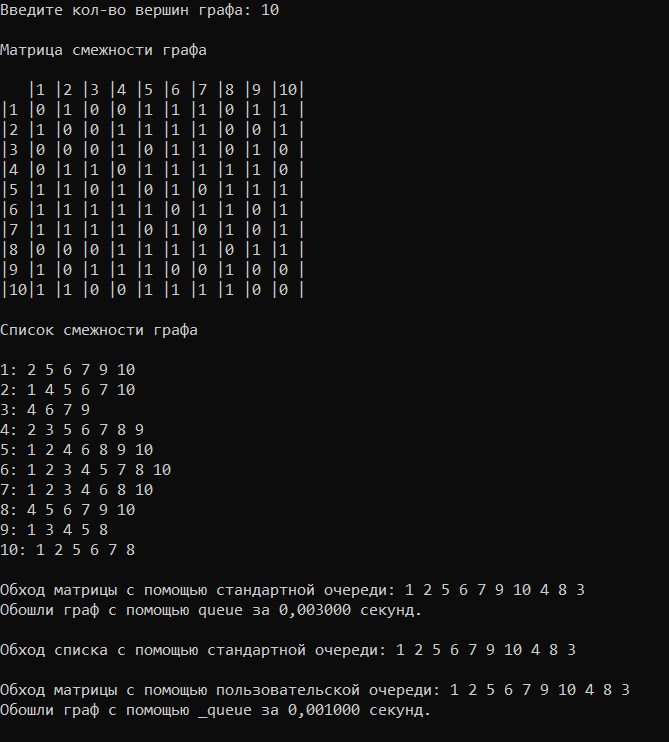 Введите кол-во вершин графа: 10
Матрица смежности графа
   |1 |2 |3 |4 |5 |6 |7 |8 |9 |10|
|1 |0 |1 |0 |0 |1 |1 |1 |0 |1 |1 |
|2 |1 |0 |0 |1 |1 |1 |1 |0 |0 |1 |
|3 |0 |0 |0 |1 |0 |1 |1 |0 |1 |0 |
|4 |0 |1 |1 |0 |1 |1 |1 |1 |1 |0 |
|5 |1 |1 |0 |1 |0 |1 |0 |1 |1 |1 |
|6 |1 |1 |1 |1 |1 |0 |1 |1 |0 |1 |
|7 |1 |1 |1 |1 |0 |1 |0 |1 |0 |1 |
|8 |0 |0 |0 |1 |1 |1 |1 |0 |1 |1 |
|9 |1 |0 |1 |1 |1 |0 |0 |1 |0 |0 |
|10|1 |1 |0 |0 |1 |1 |1 |1 |0 |0 |
Список смежности графа
1: 2 5 6 7 9 10
2: 1 4 5 6 7 10
3: 4 6 7 9
4: 2 3 5 6 7 8 9
5: 1 2 4 6 8 9 10
6: 1 2 3 4 5 7 8 10
7: 1 2 3 4 6 8 10
8: 4 5 6 7 9 10
9: 1 3 4 5 8
10: 1 2 5 6 7 8
Обход матрицы с помощью стандартной очереди: 1 2 5 6 7 9 10 4 8 3
Обошли граф с помощью queue за 0,003000 секунд.
Обход списка с помощью стандартной очереди: 1 2 5 6 7 9 10 4 8 3
Обход матрицы с помощью пользовательской очереди: 1 2 5 6 7 9 10 4 8 3
Обошли граф с помощью _queue за 0,001000 секунд.